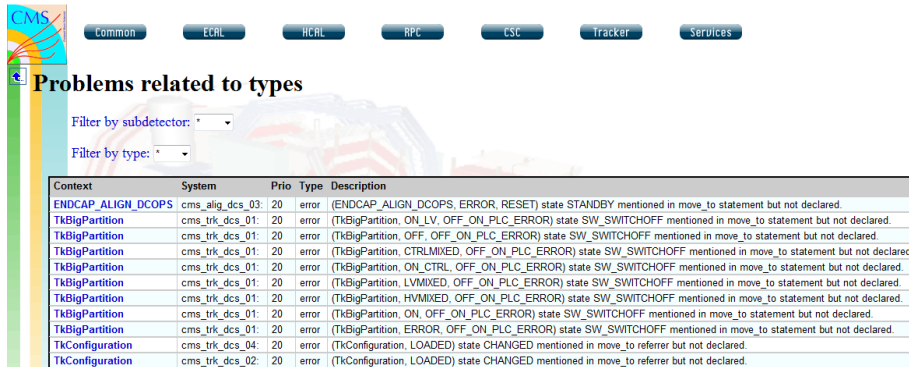 CMS
Common ECAL HCAL RPC CSC Tracker Services
Problems related to types
Filter by subdetector: *
Filter by type: *
Context System Prio Type Description
ENDCAP_ALIGN_DCOPS cms_alig_dcs_03: 20 error (ENDCAP_ALIGN_DCOPS, ERROR, RESET) state STANDBY mentioned in move_to statement but not declared.
TkBigPartition cms_trk_dcs_01: 20 error (TkBigPartition, ON_LV, OFF_ON_PLC_ERROR) state SW_SWITCHOFF mentioned in move_to statement but not declared.
TkBigPartition cms_trk_dcs_01: 20 error (TkBigPartition, OFF, OFF_ON_PLC_ERROR) state SW_SWITCHOFF mentioned in move_to statement but not declared.
TkBigPartition cms_trk_dcs_01: 20 error (TkBigPartition, CTRLMIXED, OFF_ON_PLC_ERROR) state SW_SWITCHOFF mentioned in move_to statement but not declared
TkBigPartition cms_trk_dcs_01: 20 error (TkBigPartition, ON_CTRL, OFF_ON_PLC_ERROR) state SW_SWITCHOFF mentioned in move_to statement but not declared.
TkBigPartition cms_trk_dcs_01: 20 error (TkBigPartition, LVMIXED, OFF_ON_PLC_ERROR) state SW_SWITCHOFF mentioned in move_to statement but not declared.
TkBigPartition cms_trk_dcs_01: 20 error (TkBigPartition, HVMIXED, OFF_ON_PLC_ERROR) state SW_SWITCHOFF mentioned in move_to statement but not declared.
TkBigPartition cms_trk_dcs_01: 20 error (TkBigPartition, ON, OFF_ON_PLC_ERROR) state SW_SWITCHOFF mentioned in move_to statement but not declared.
TkBigPartition cms_trk_dcs_01: 20 error (TkBigPartition, ERROR, OFF_ON_PLC_ERROR) state SW_SWITCHOFF mentioned in move_to statement but not declared.
TkConfiguration cms_trk_dcs_04: 20 error (TkConfiguration, LOADED) state CHANGED mentioned in move_to referrer but not declared.
TkConfiguration cms_trk_dcs_02: 20 error (TkConfiguration, LOADED) state CHANGED mentioned in move_to referrer but not declared.